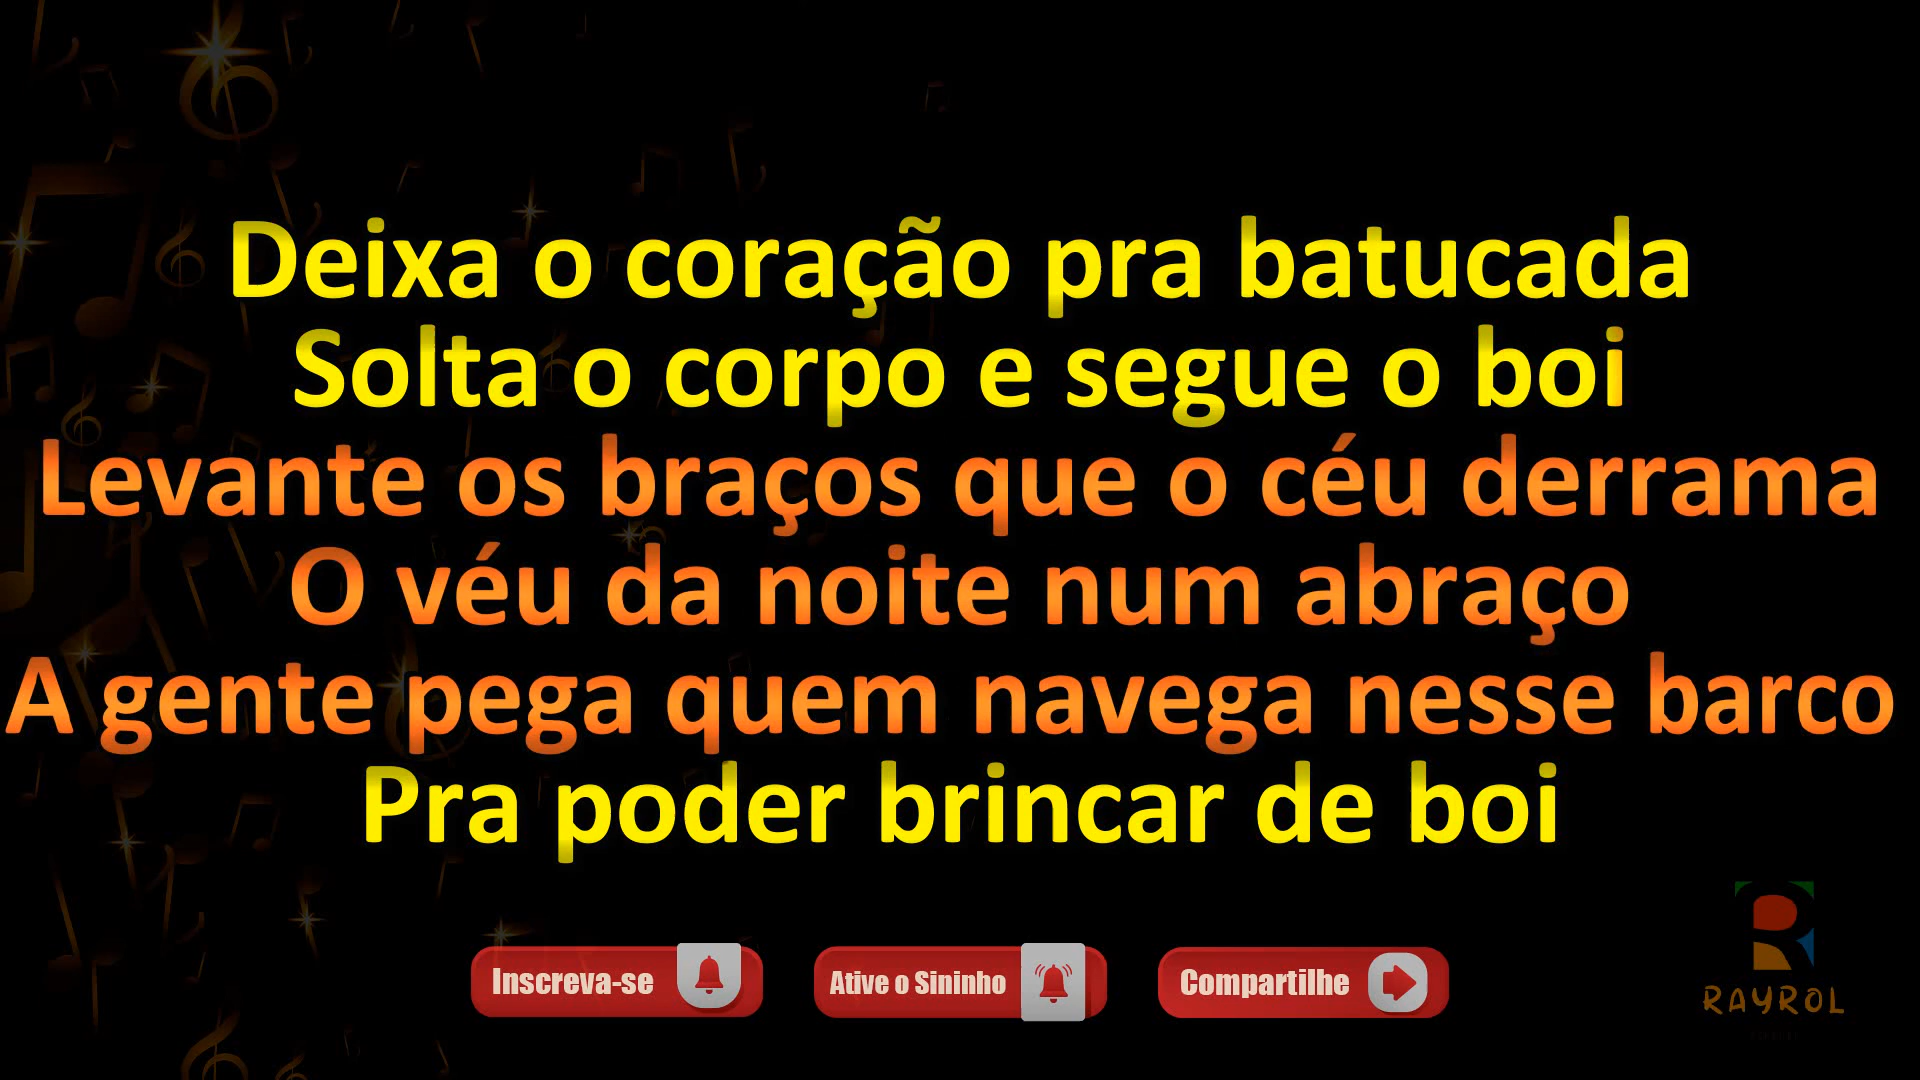 Deixa o coração pra batucada
Solta o corpo e segue o boi
Levante os braços que o céu derrama
O véu da noite num abraço
A gente pega quem navega nesse barco
Pra poder brincar de boi
Inscreva-se
Ative o Sininho
Compartilhe
RAYROL